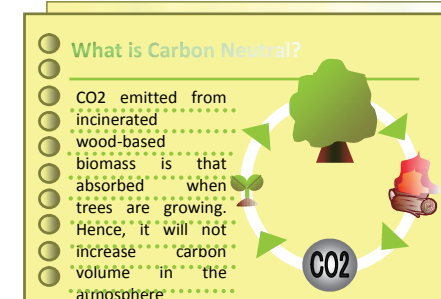 What is Carbon Neutral?
CO2 emitted from
incinerated
wood-based
biomass is that
absorbed when
trees are growing.
Hence, it will not
increase carbon
volume in the
atmosphere
CO2